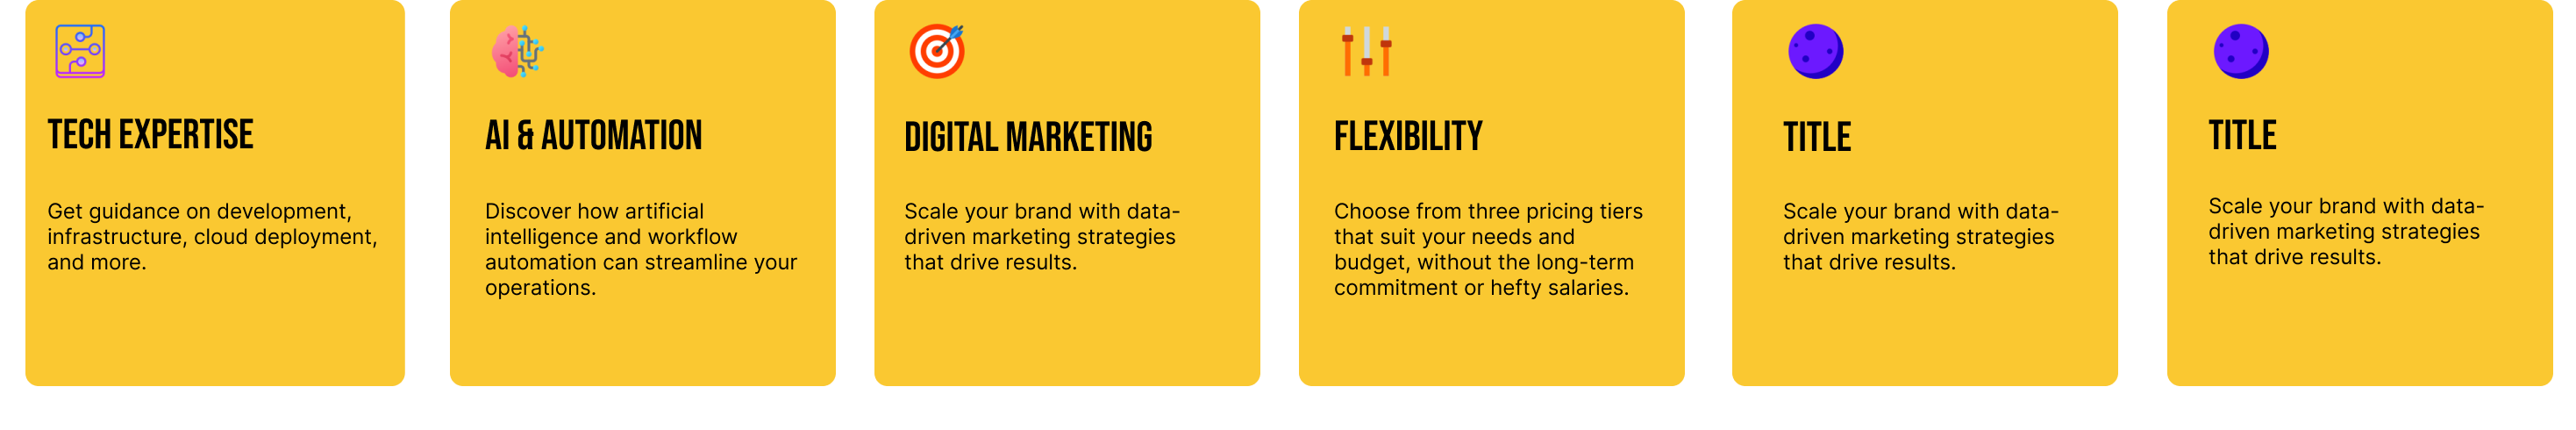 TECH EXPERTISE
Get guidance on development,
infrastructure, cloud deployment,
and more.
AI & AUTOMATION
Discover how artificial
intelligence and workflow
automation can streamline your
operations.
DIGITAL MARKETING
Scale your brand with data-
driven marketing strategies
that drive results.
FLEXIBILITY
Choose from three pricing tiers
that suit your needs and
budget, without the long-term
commitment or hefty salaries.
TITLE
Scale your brand with data-
driven marketing strategies
that drive results.
TITLE
Scale your brand with data-
driven marketing strategies
that drive results.